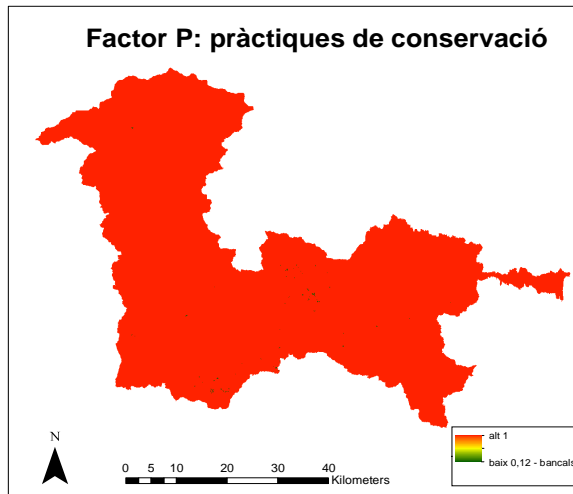 Factor P: pràctiques de conservació
alt 1
baix 0,12 - bancals
N
0 5 10 20 30 40
Kilometers